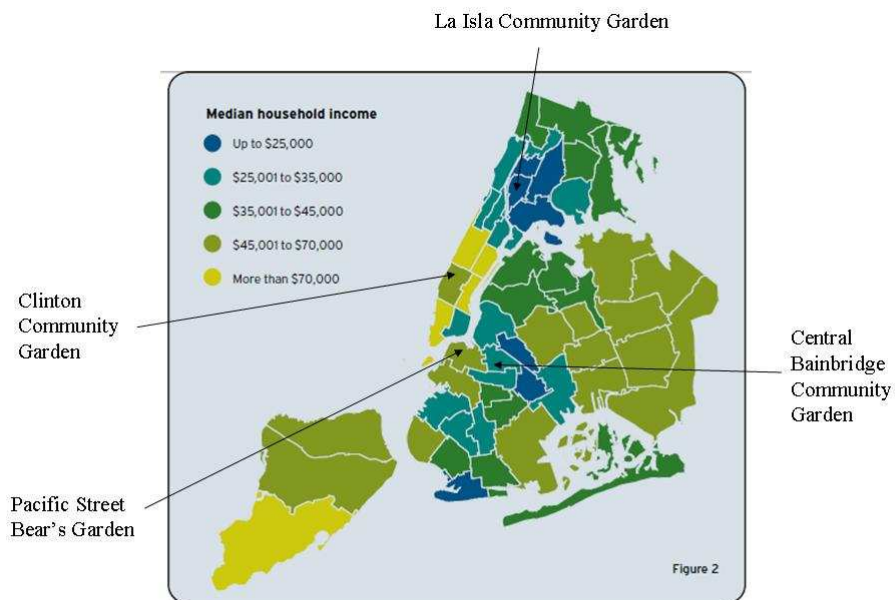 La Isla Community Garden
Median household income
Up to $25,000
$25,001 to $35,000
$35,001 to $45,000
$45,001 to $70,000
More than $70,000
Clinton
Community
Garden
Central
Bainbridge
Community
Garden
Pacific Street
Bear's Garden
Figure 2